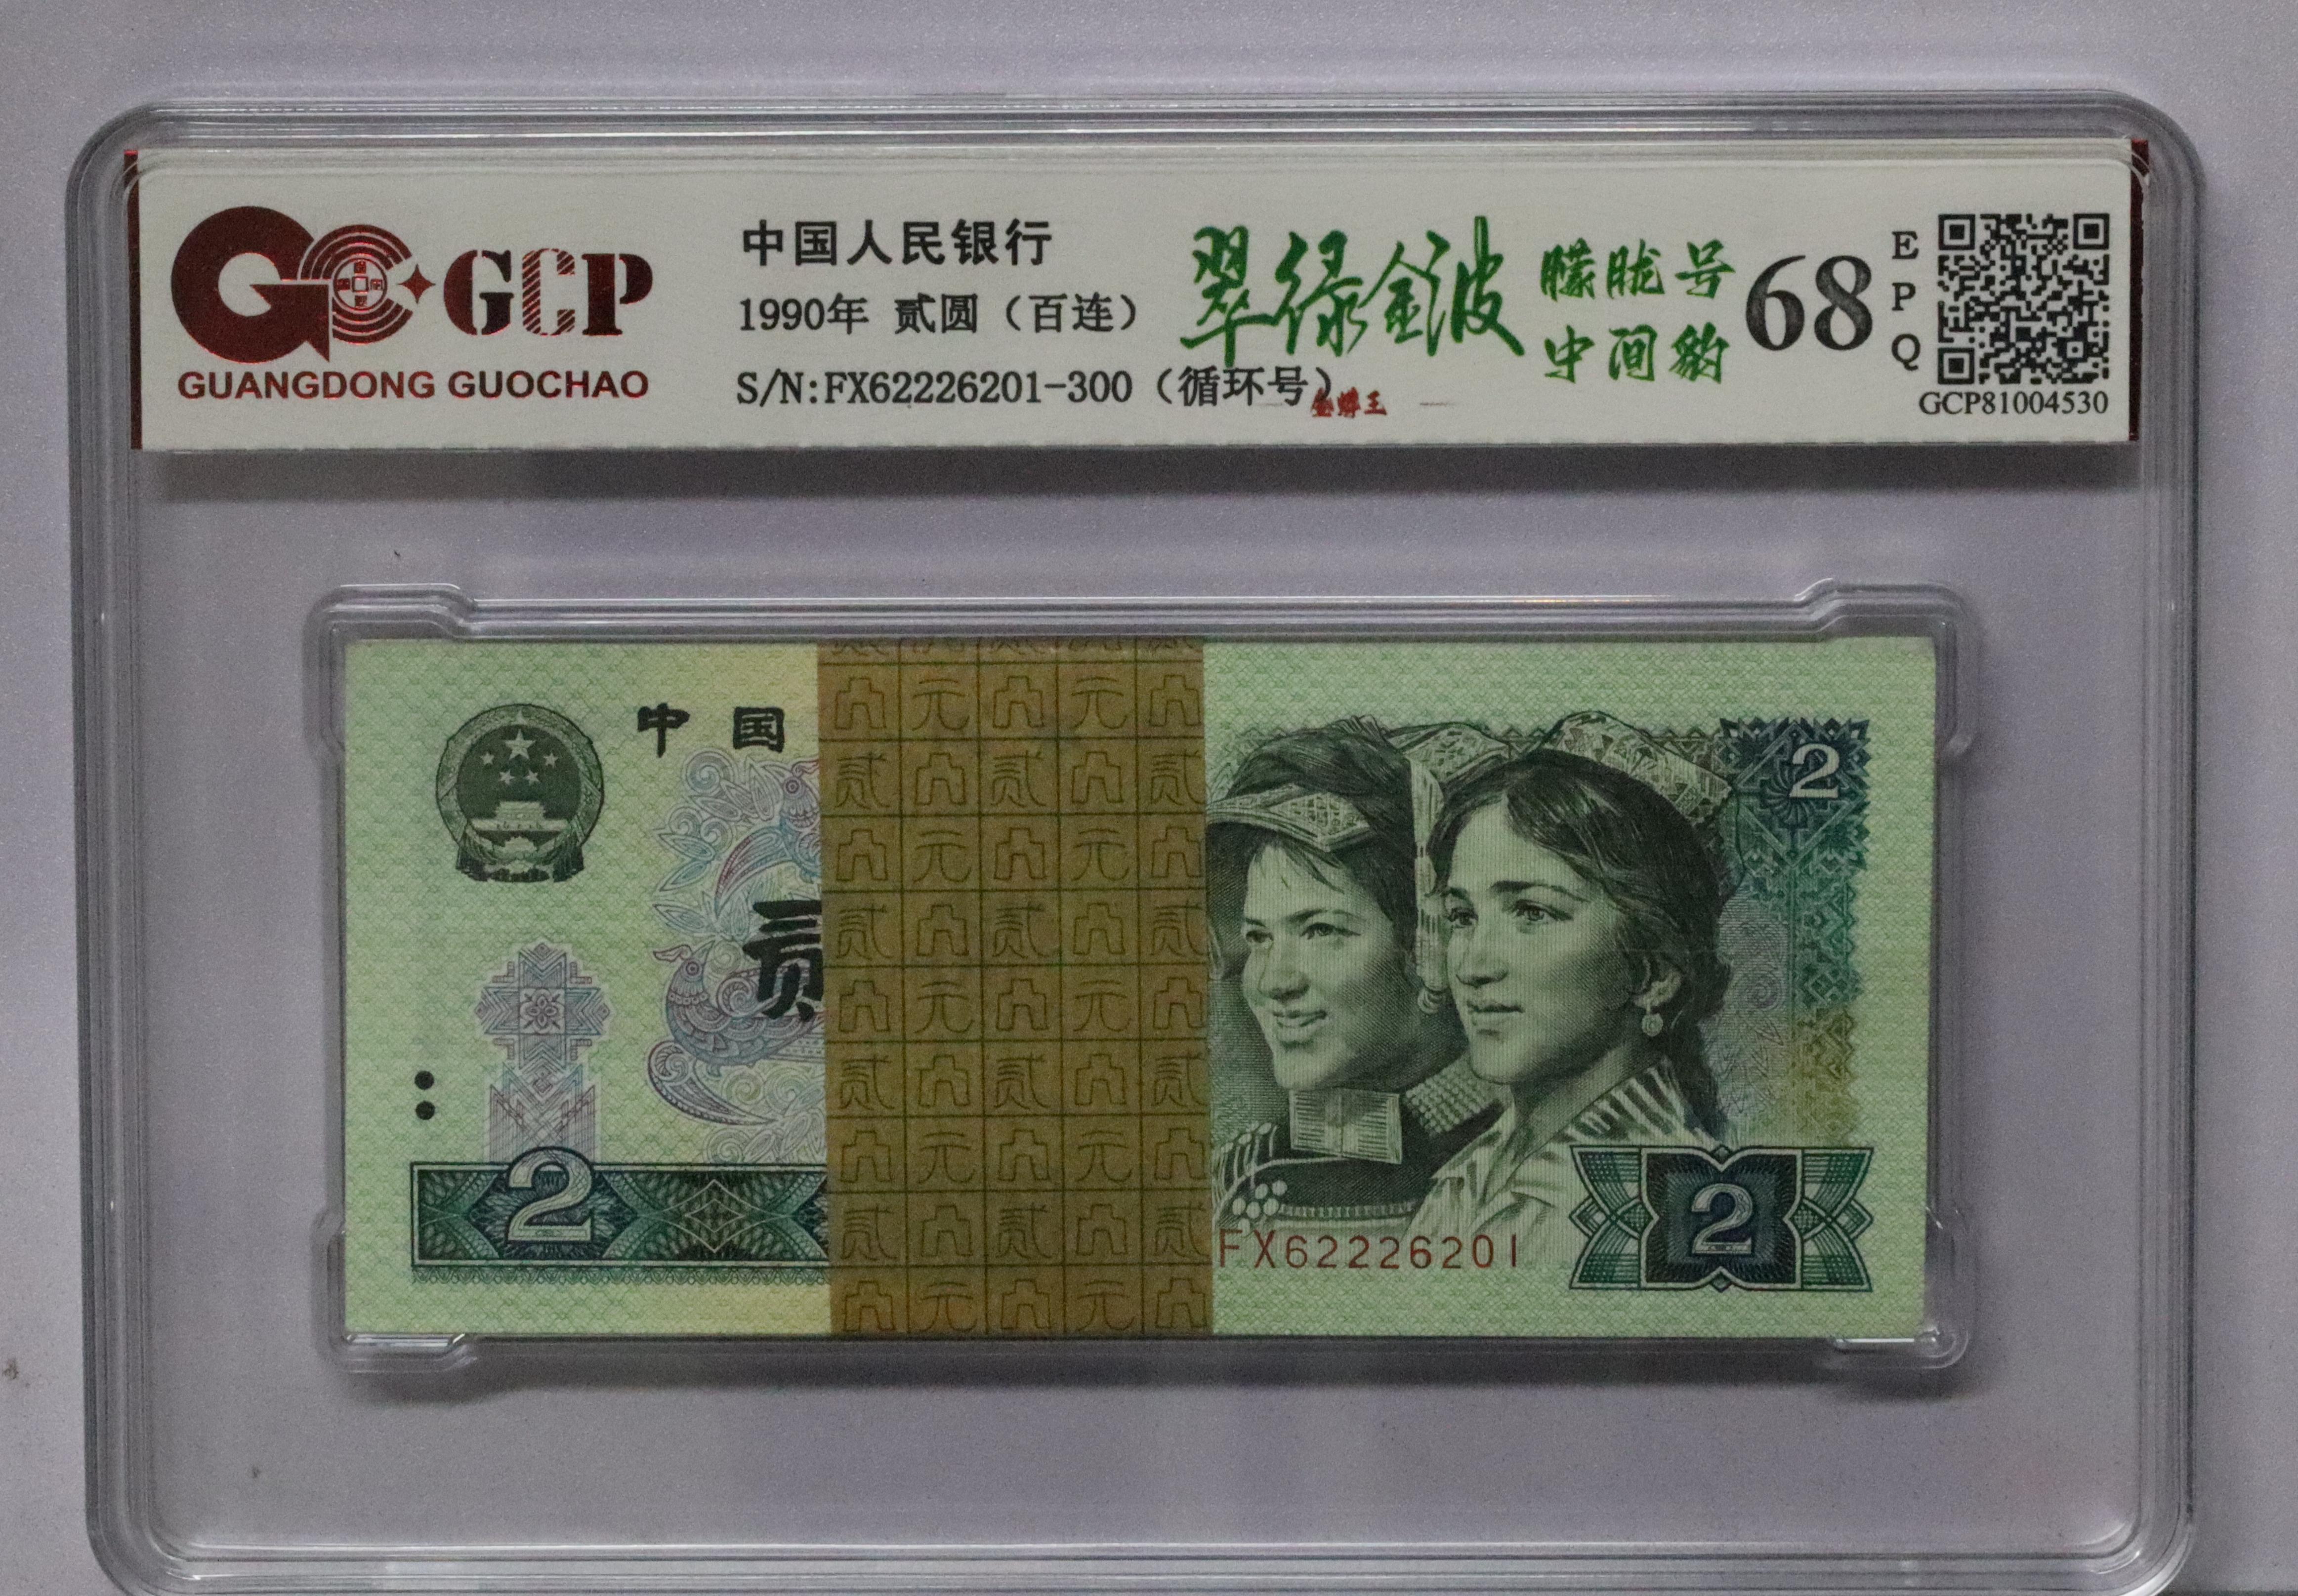 GCP
GUANGDONG GUOCHAO
中国人民银行
1990年 贰圆（百连）
S/N:FX62226201-300（循环号）
翠绿金波
朦胧号
中间豹
68
EPQ
GCP81004530
中国
贰
2
2
2
FX62226201